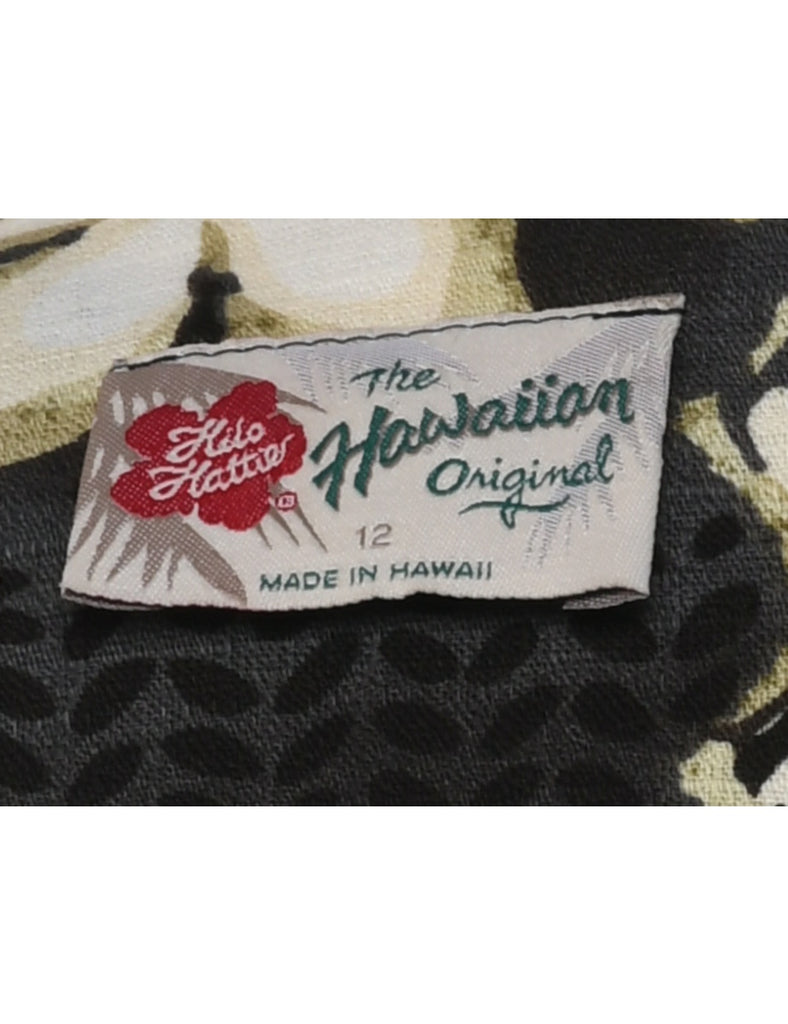 Hilo
Hattie
The
Hawaiian
Original
12
MADE IN HAWAII